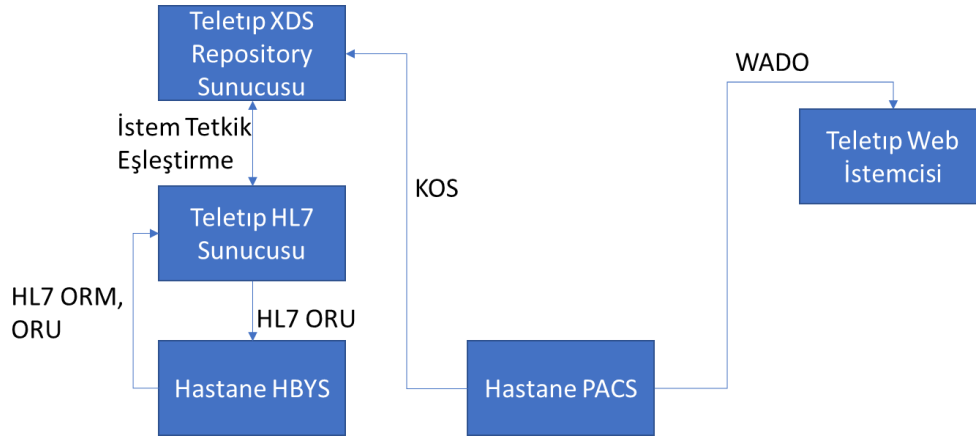 Teletıp XDS
Repository
Sunucusu
WADO
İstem Tetkik
Eşleştirme
Teletıp Web
İstemcisi
KOS
Teletıp HL7
Sunucusu
HL7 ORM,
ORU
HL7 ORU
Hastane HBYS
Hastane PACS